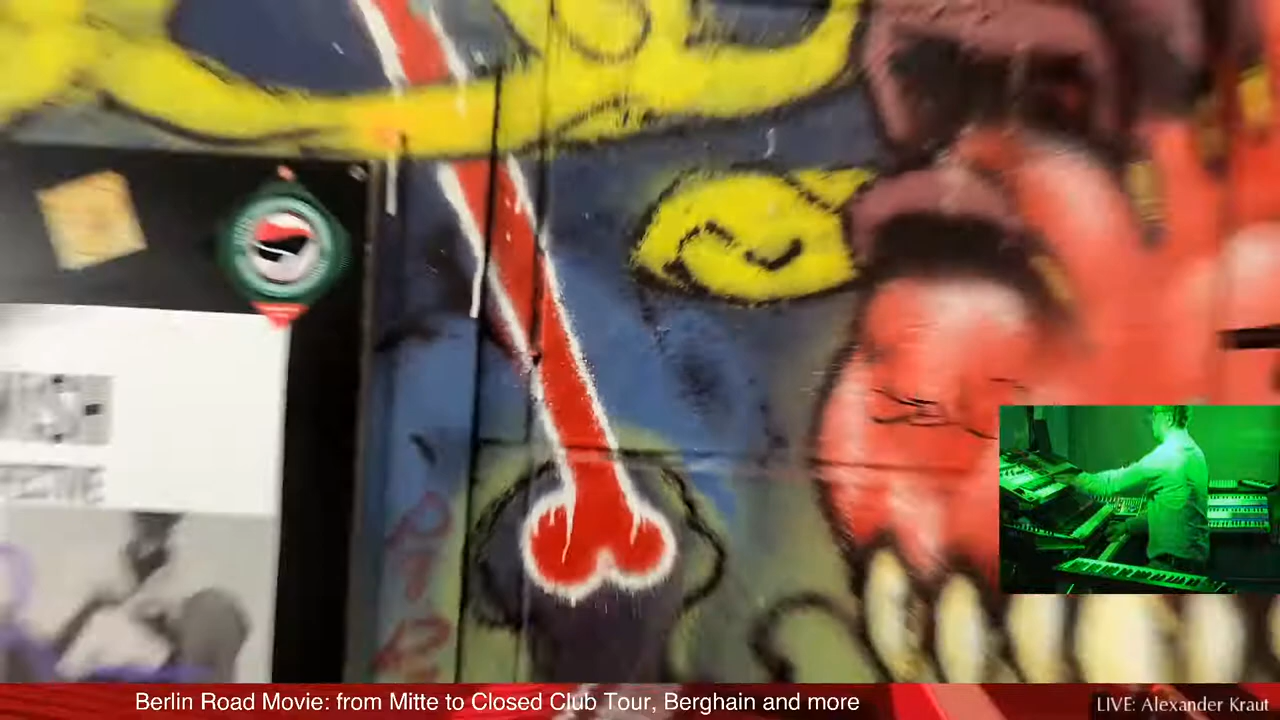 Berlin Road Movie: from Mitte to Closed Club Tour, Berghain and more
LIVE: Alexander Kraut